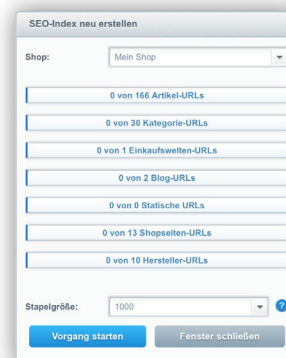 SEO-Index neu erstellen
Shop: Mein Shop
0 von 166 Artikel-URLs
0 von 30 Kategorie-URLs
0 von 1 Einkaufswelten-URLs
0 von 2 Blog-URLs
0 von 0 Statische URLs
0 von 13 Shopseiten-URLs
0 von 10 Hersteller-URLs
Stapelgröße: 1000 ?
Vorgang starten Fenster schließen